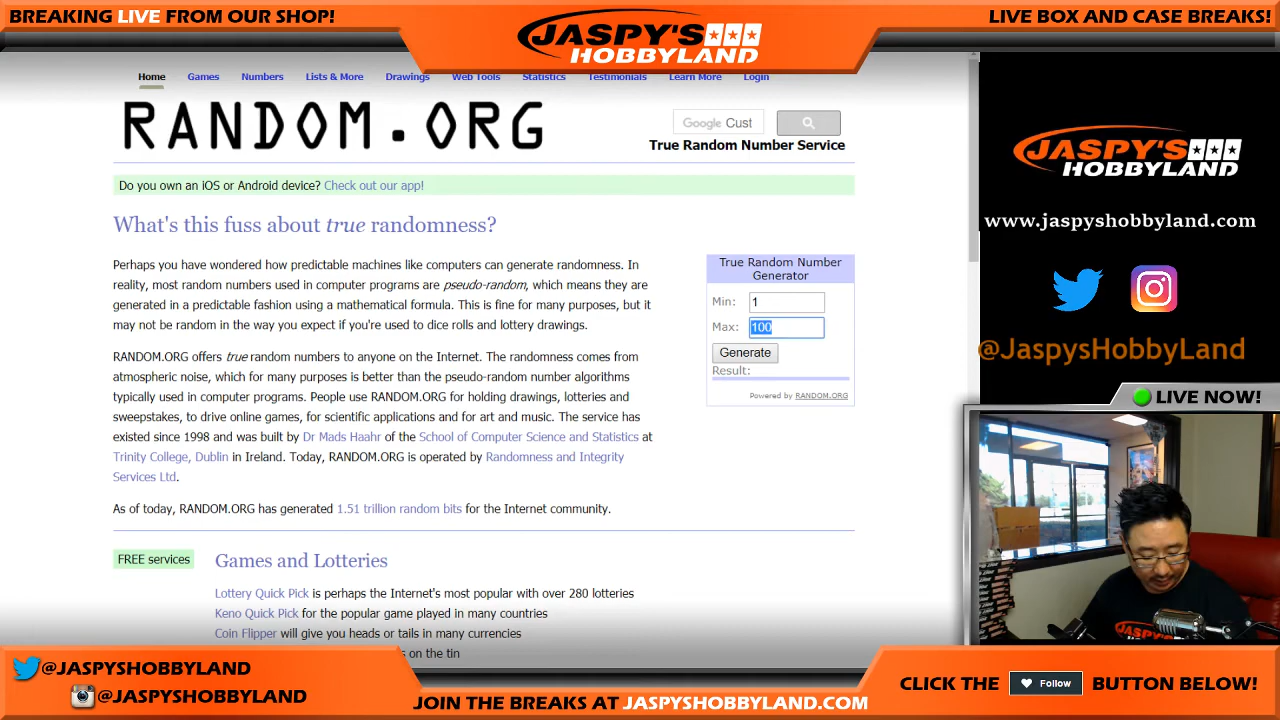 BREAKING LIVE FROM OUR SHOP!
JASPY'S
HOBBYLAND
LIVE BOX AND CASE BREAKS!
Home Games Numbers Lists & More Drawings Web Tools Statistics Testimonials Learn More Login
RANDOM.ORG
Google Cust
True Random Number Service
Do you own an iOS or Android device? Check out our app!
What's this fuss about true randomness?
Perhaps you have wondered how predictable machines like computers can generate randomness. In
reality, most random numbers used in computer programs are pseudo-random, which means they are
generated in a predictable fashion using a mathematical formula. This is fine for many purposes, but it
may not be random in the way you expect if you're used to dice rolls and lottery drawings.
RANDOM.ORG offers true random numbers to anyone on the Internet. The randomness comes from
atmospheric noise, which for many purposes is better than the pseudo-random number algorithms
typically used in computer programs. People use RANDOM.ORG for holding drawings, lotteries and
sweepstakes, to drive online games, for scientific applications and for art and music. The service has
existed since 1998 and was built by Dr Mads Haahr of the School of Computer Science and Statistics at
Trinity College, Dublin in Ireland. Today, RANDOM.ORG is operated by Randomness and Integrity
Services Ltd.
As of today, RANDOM.ORG has generated 1.51 trillion random bits for the Internet community.
True Random Number
Generator
Min: 1
Max: 100
Generate
Result:
Powered by RANDOM.ORG
FREE services
Games and Lotteries
Lottery Quick Pick is perhaps the Internet's most popular with over 280 lotteries
Keno Quick Pick for the popular game played in many countries
Coin Flipper will give you heads or tails in many currencies
s on the tin
JASPY'S
HOBBYLAND
www.jaspyshobbyland.com
@JaspysHobbyLand
LIVE NOW!
JASPY'S
@JASPYSHOBBYLAND
@JASPYSHOBBYLAND
JOIN THE BREAKS AT JASPYSHOBBYLAND.COM
CLICK THE Follow BUTTON BELOW!